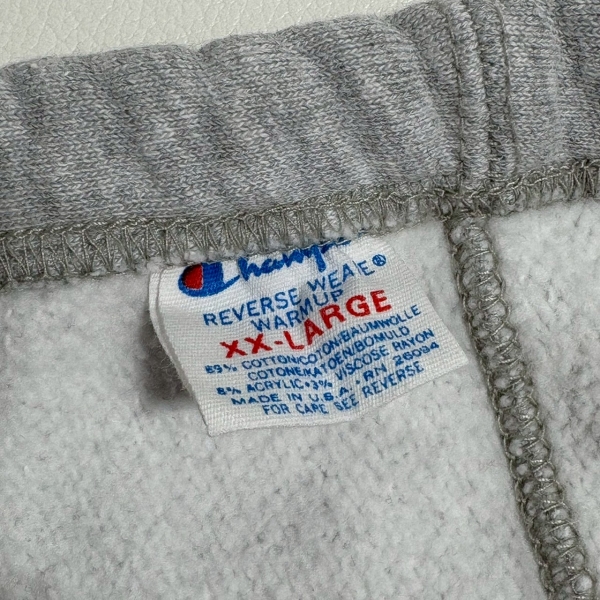 Champi
REVERSE WEAVE®
WARMUP
XX-LARGE
89% COTTON/COTON/BAUMWOLLE
COTONE/KATOEN/BOMULD
8% ACRYLIC•3% VISCOSE RAYON
MADE IN U.S.A. • RN 26094
FOR CARE SEE REVERSE